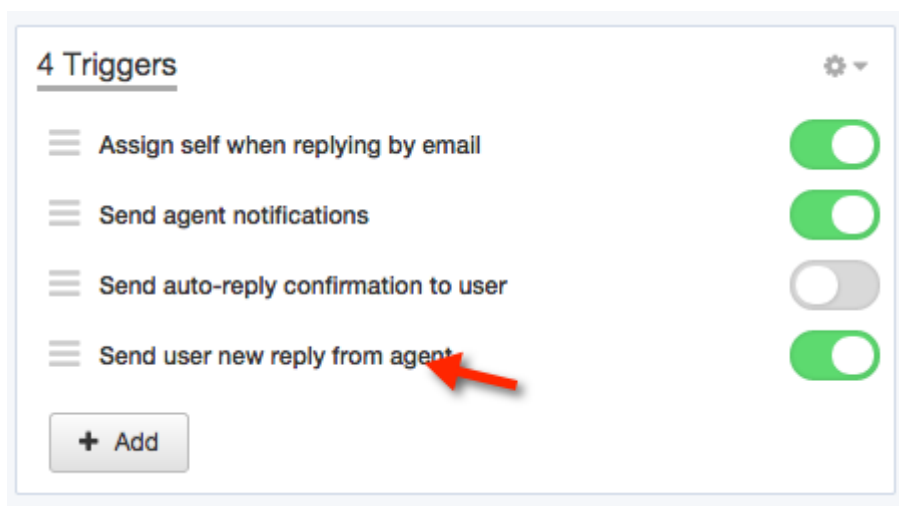 4 Triggers
Assign self when replying by email
Send agent notifications
Send auto-reply confirmation to user
Send user new reply from agent
+ Add